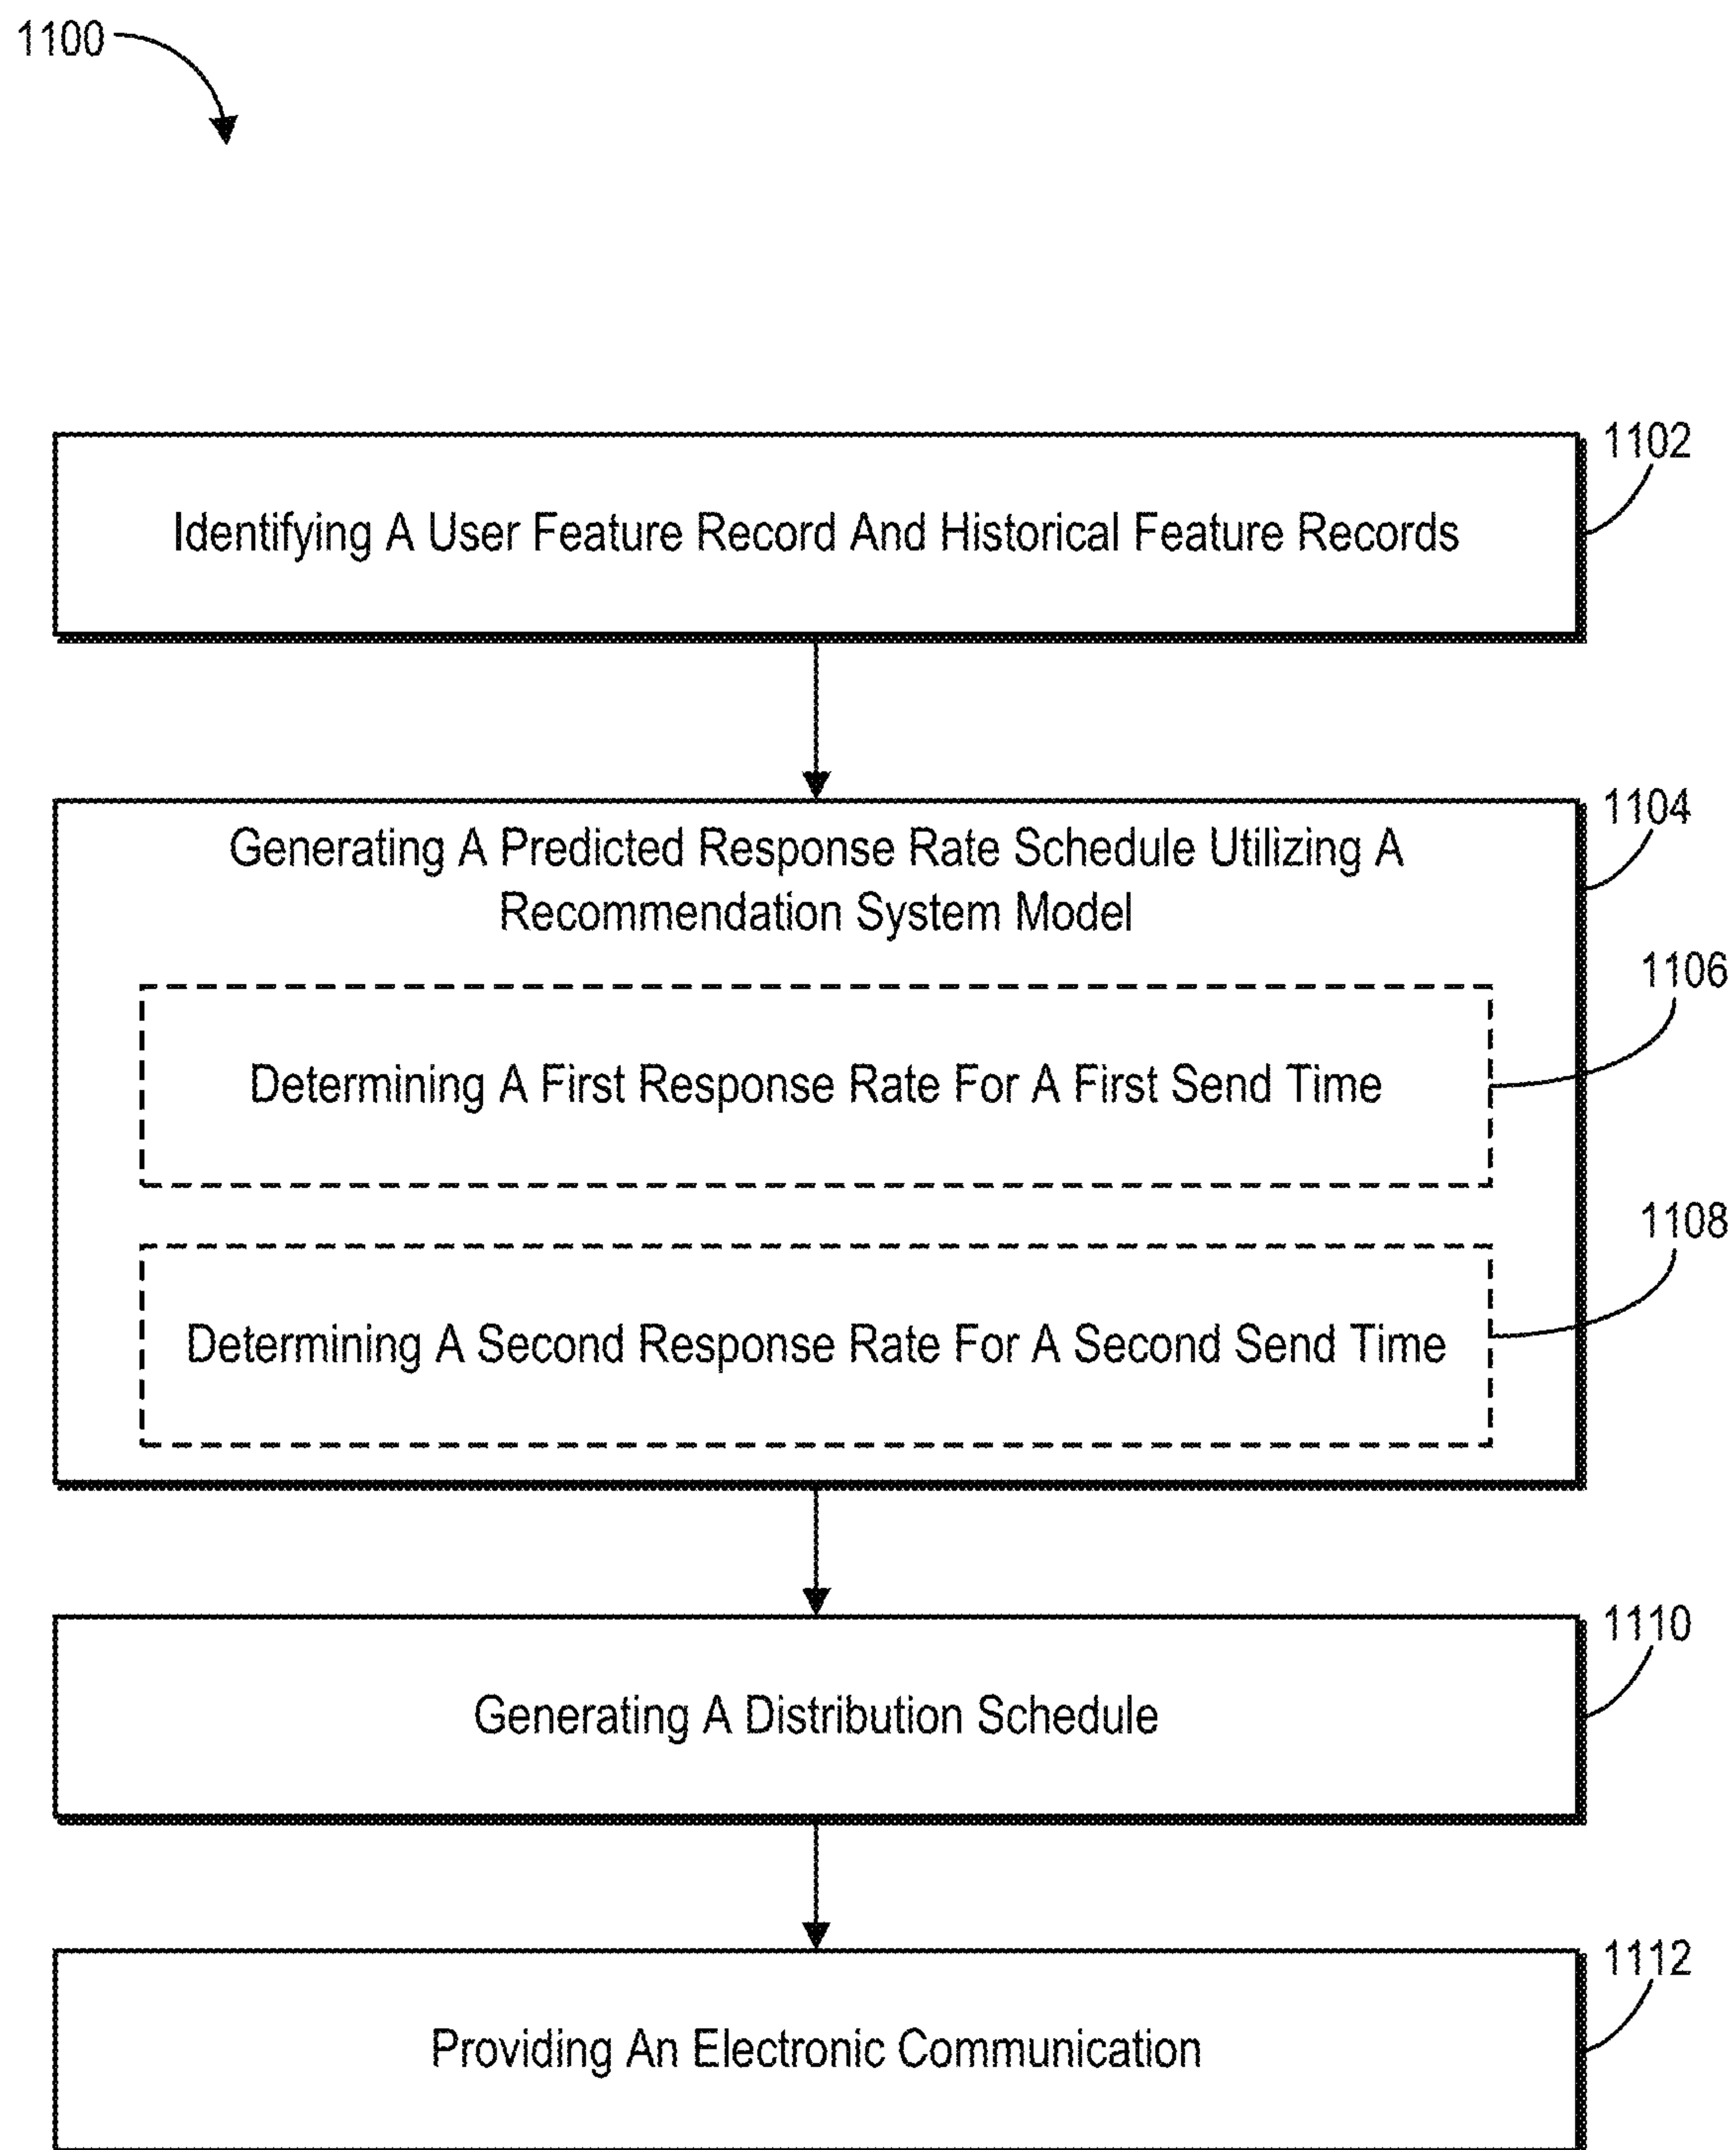 1100
1102
Identifying A User Feature Record And Historical Feature Records
1104
Generating A Predicted Response Rate Schedule Utilizing A
Recommendation System Model
1106
Determining A First Response Rate For A First Send Time
1108
Determining A Second Response Rate For A Second Send Time
1110
Generating A Distribution Schedule
1112
Providing An Electronic Communication